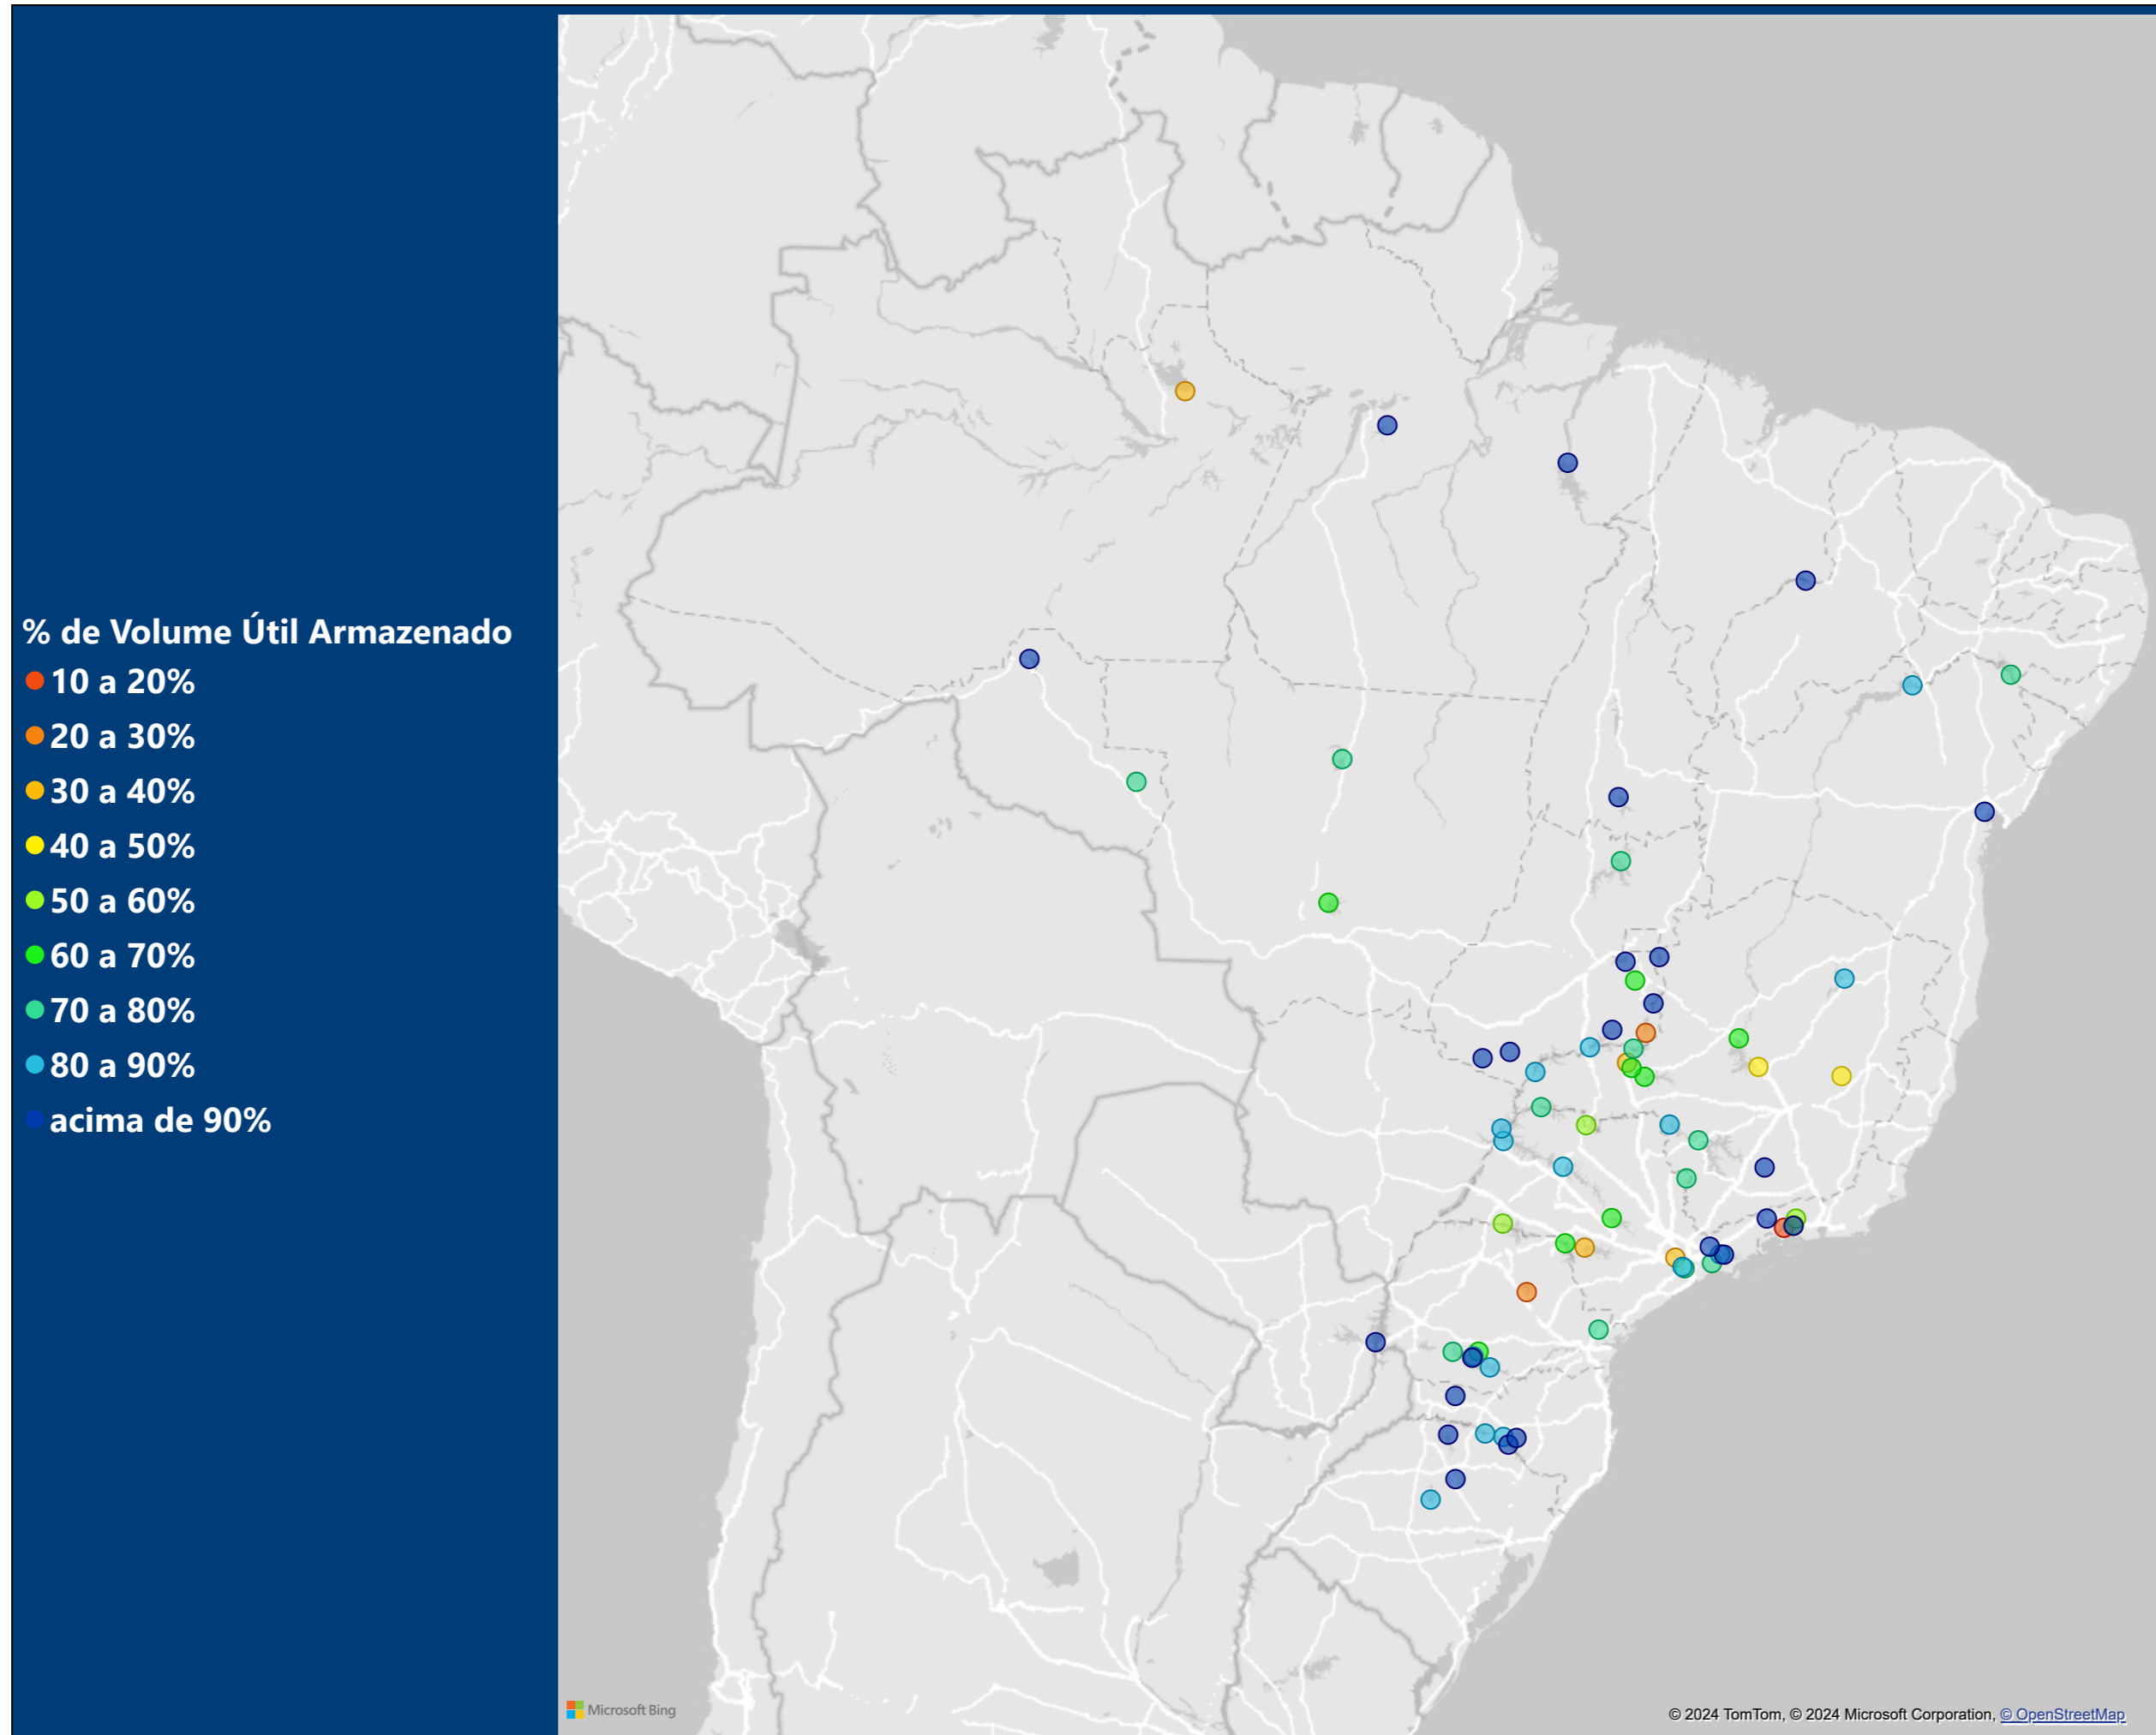 % de Volume Útil Armazenado
10 a 20%
20 a 30%
30 a 40%
40 a 50%
50 a 60%
60 a 70%
70 a 80%
80 a 90%
acima de 90%
Microsoft Bing
© 2024 TomTom, © 2024 Microsoft Corporation, © OpenStreetMap